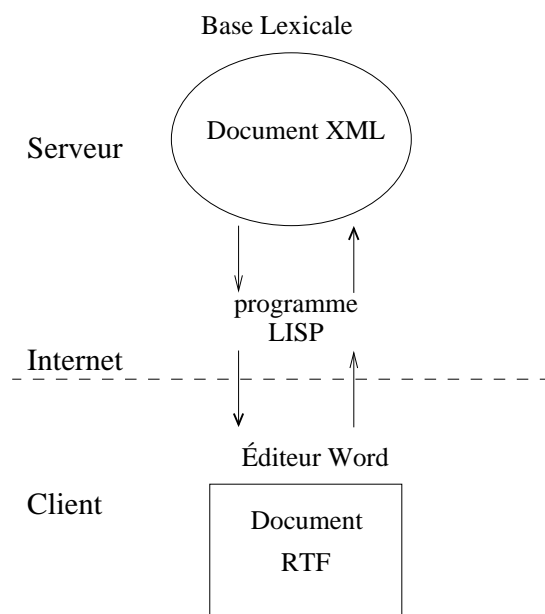 Base Lexicale
Document XML
Serveur
programme
LISP
Internet
Éditeur Word
Client
Document
RTF